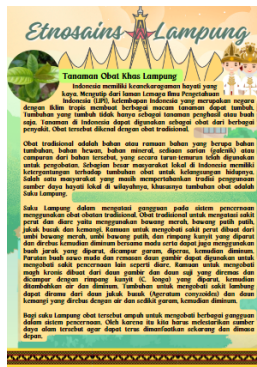 Etnosains Lampung
Tanaman Obat Khas Lampung
Indonesia memiliki keanekaragaman hayati yang
kaya. Mengutip dari laman Lemaga Ilmu Pengetahuan
Indonesia (LIPI), kelembapan Indonesia yang merupakan negara
dengan iklim tropis membuat berbagai macam tanaman dapat tumbuh.
Tumbuhan yang tumbuh tidak hanya sebagai tanaman penghasil atau buah
saja. Tanaman di Indonesia dapat digunakan sebagai obat dari berbagai
penyakit. Obat tersebut dikenal dengan obat tradisional.
Obat tradisional adalah bahan atau ramuan bahan yang berupa bahan
tumbuhan, bahan hewan, bahan mineral, sediaan sarian (galenik) atau
campuran dari bahan tersebut, yang secara turun temurun telah digunakan
untuk pengobatan. Sebagian besar masyarakat lokal di Indonesia memiliki
ketergantungan terhadap tumbuhan obat untuk kelangsungan hidupnya.
Salah satu masyarakat yang masih mempertahankan tradisi penggunaan
sumber daya hayati lokal di wilayahnya, khususnya tumbuhan obat adalah
Suku Lampung.
Suku Lampung dalam mengatasi gangguan pada sistem pencernaan
menggunakan obat obatan tradisional. Obat tradisional untuk mengatasi sakit
perut dan diare yaitu menggunakan bawang merah, bawang putih putih,
jukuk busuk dan kemang. Ramuan untuk mengobati sakit perut dibuat dari
umbi bawang merah, umbi bawang putih, dan rimpang kunyit yang diparut
dan direbus kemudian diminum bersama madu serta dapat juga menggunakan
buah jeruk yang diparut, dicampur garam, diperas, kemudian diminum.
Parutan buah sawo muda dan remasan daun gambir dapat digunakan untuk
mengobati sakit pencernaan lain seperti diare. Ramuan untuk mengobati
magh kronis dibuat dari daun gambir dan daun suji yang diremas dan
dicampur dengan rimpang kunyit (C. longa) yang diparut, kemudian
ditambahkan air dan diminum. Tumbuhan untuk mengobati sakit lambung
dapat diramu dari daun jukuk busuk (Ageratum conyzoides) dan daun
kemangi yang direbus dengan air dan sedikit garam, kemudian diminum.
Bagi suku Lampung obat tersebut ampuh untuk mengobati berbagai gangguan
dalam sistem pencernaan. Oleh karena itu kita harus melestarikan sumber
daya alam tersebut agar dapat terus dimanfaatkan sekarang dan dimasa
depan.